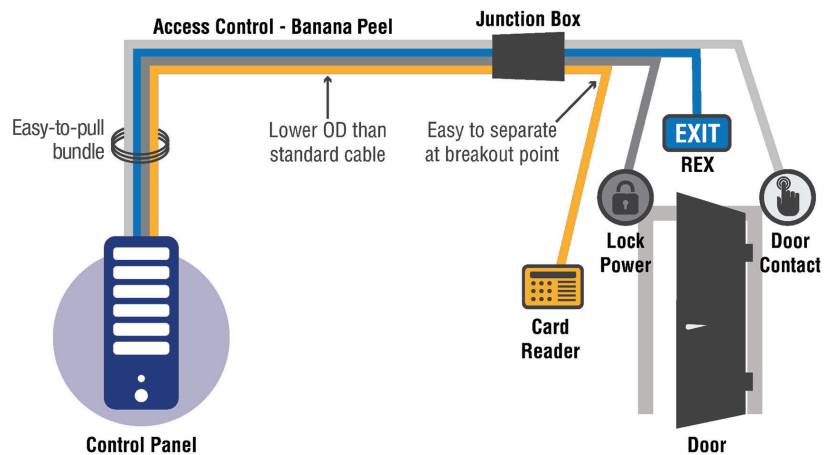 Access Control - Banana Peel
Junction Box
Easy-to-pull
bundle
Lower OD than
standard cable
Easy to separate
at breakout point
EXIT
REX
Lock
Power
Door
Contact
Card
Reader
Control Panel
Door